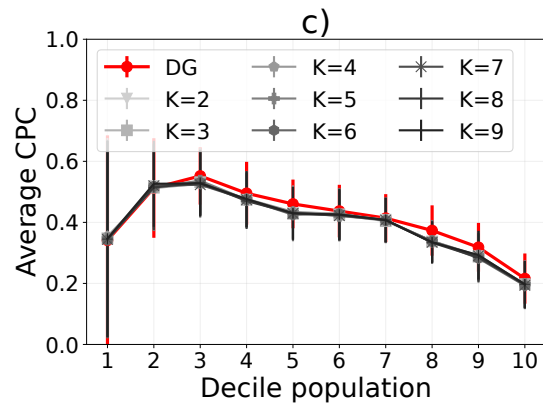 c)
Average CPC
1.0
0.8
0.6
0.4
0.2
0.0
DG
K=2
K=3
K=4
K=5
K=6
K=7
K=8
K=9
1 2 3 4 5 6 7 8 9 10
Decile population